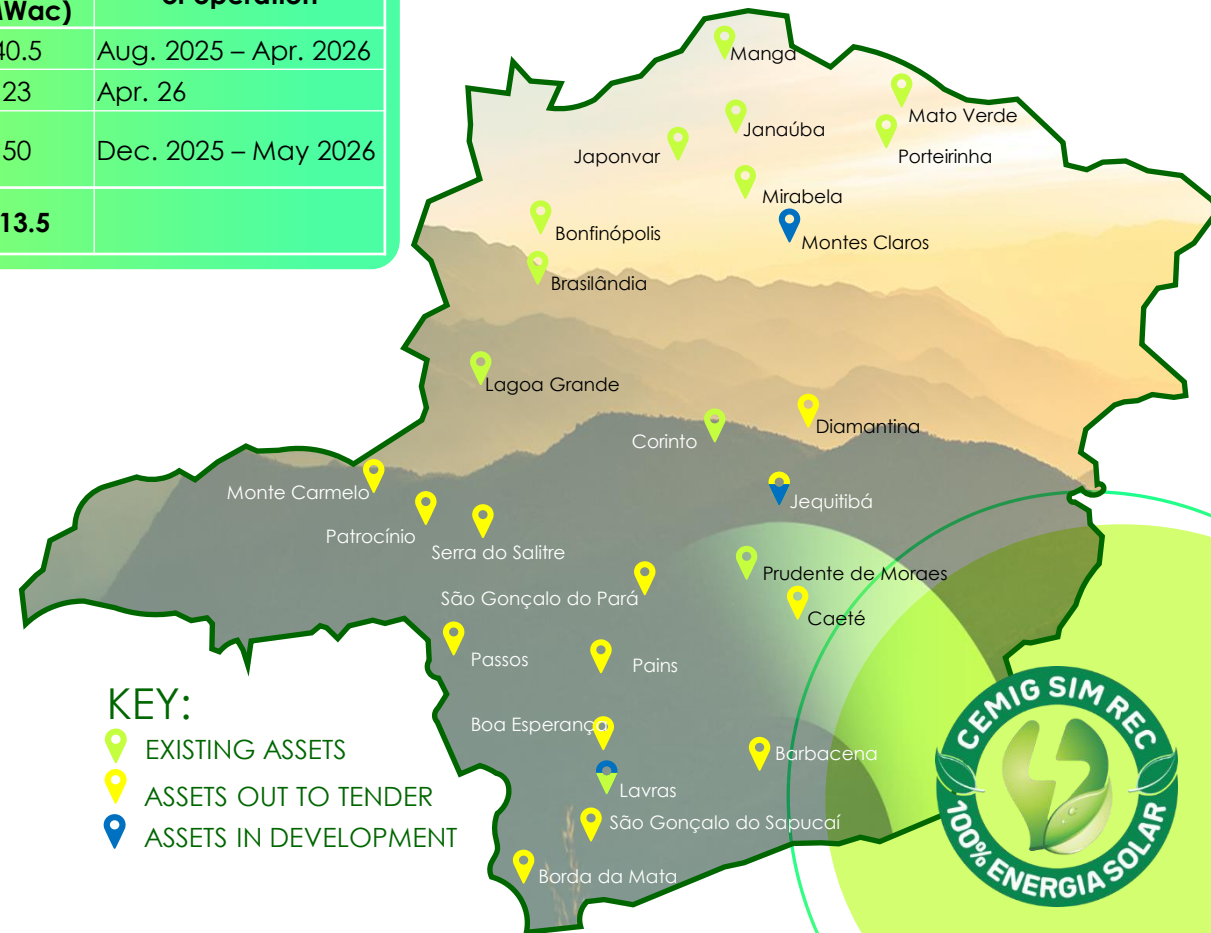 of operation
MWac)
40.5 Aug. 2025 – Apr. 2026
23 Apr. 26
50 Dec. 2025 – May 2026
13.5
Manga
Mato Verde
Janaúba
Japonvar
Porteirinha
Mirabela
Bonfinópolis
Montes Claros
Brasilândia
Lagoa Grande
Diamantina
Corinto
Monte Carmelo
Jequitibá
Patrocínio
Serra do Salitre
Prudente de Moraes
São Gonçalo do Pará
Caeté
Passos
Pains
KEY:
EXISTING ASSETS
ASSETS OUT TO TENDER
ASSETS IN DEVELOPMENT
Boa Esperança
Barbacena
Lavras
São Gonçalo do Sapucaí
Borda da Mata
CEMIG SIM REC
100% ENERGIA SOLAR